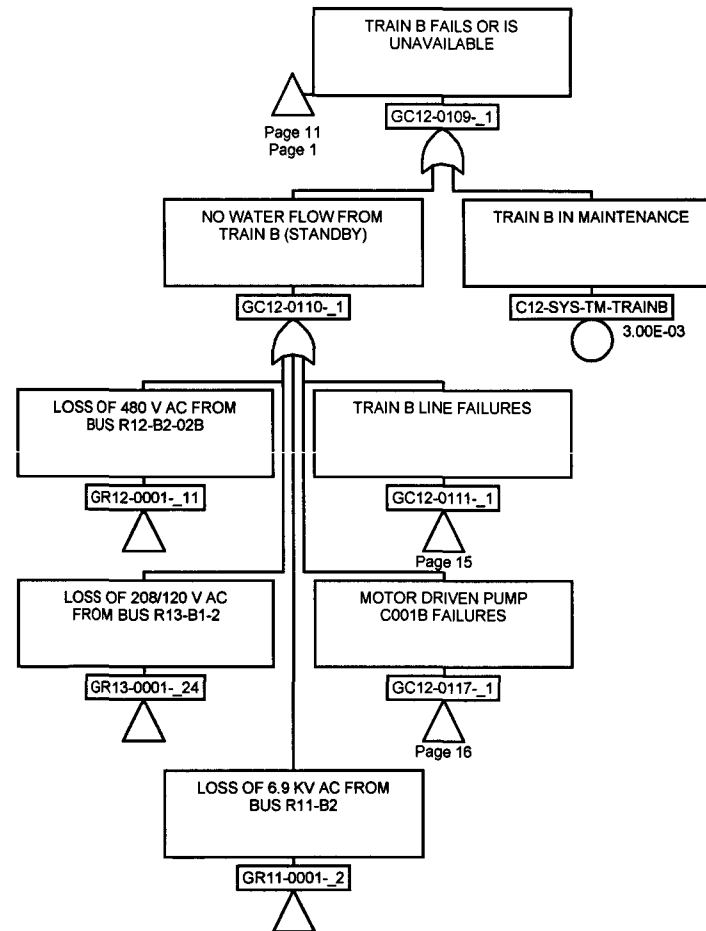 TRAIN B FAILS OR IS
UNAVAILABLE
Page 11
Page 1
GC12-0109-_1
NO WATER FLOW FROM
TRAIN B (STANDBY)
GC12-0110-_1
TRAIN B IN MAINTENANCE
C12-SYS-TM-TRAINB
3.00E-03
LOSS OF 480 V AC FROM
BUS R12-B2-02B
GR12-0001-_11
TRAIN B LINE FAILURES
GC12-0111-_1
Page 15
LOSS OF 208/120 V AC
FROM BUS R13-B1-2
GR13-0001-_24
MOTOR DRIVEN PUMP
C001B FAILURES
GC12-0117-_1
Page 16
LOSS OF 6.9 KV AC FROM
BUS R11-B2
GR11-0001-_2